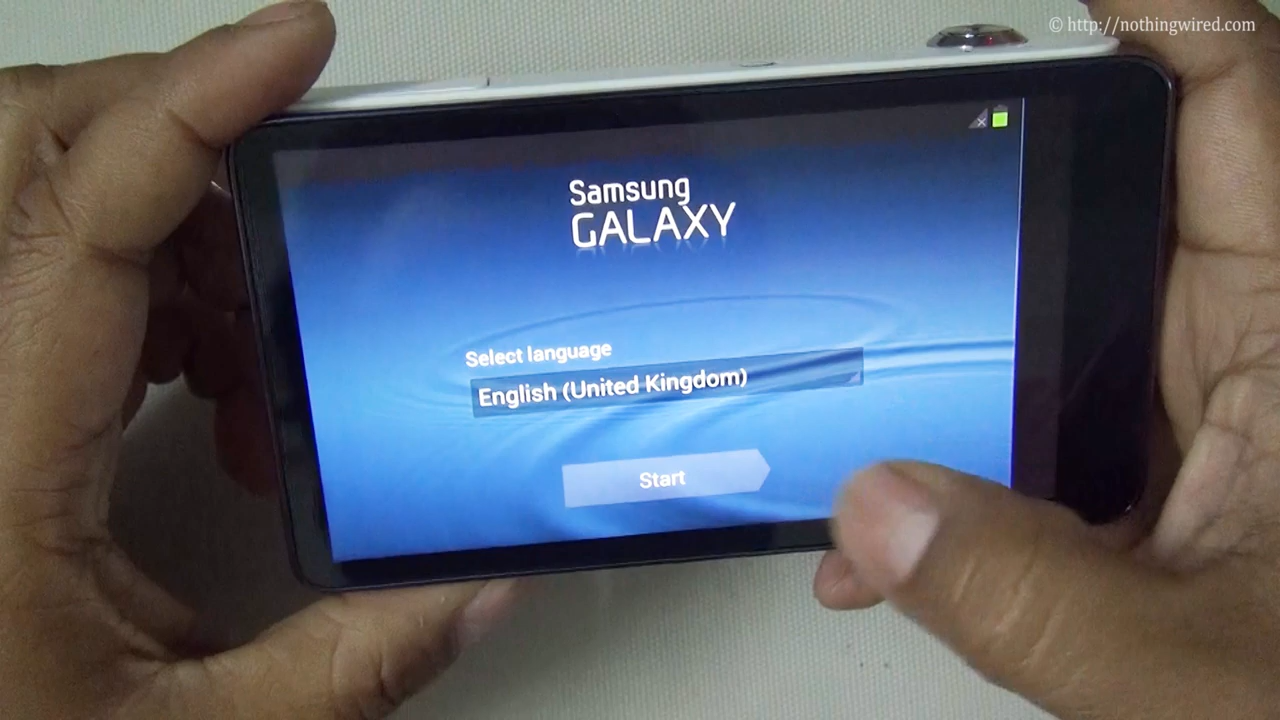 © http://nothingwired.com
Samsung
GALAXY
Select language
English (United Kingdom)
Start